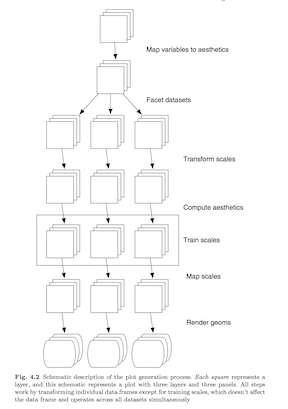 Map variables to aesthetics
Facet datasets
Transform scales
Compute aesthetics
Train scales
Map scales
Render geoms
Fig. 4.2 Schematic description of the plot generation process. Each square represents a
layer, and this schematic represents a plot with three layers and three panels. All steps
work by transforming individual data frames except for training scales, which doesn't affect
the data frame and operates across all datasets simultaneously